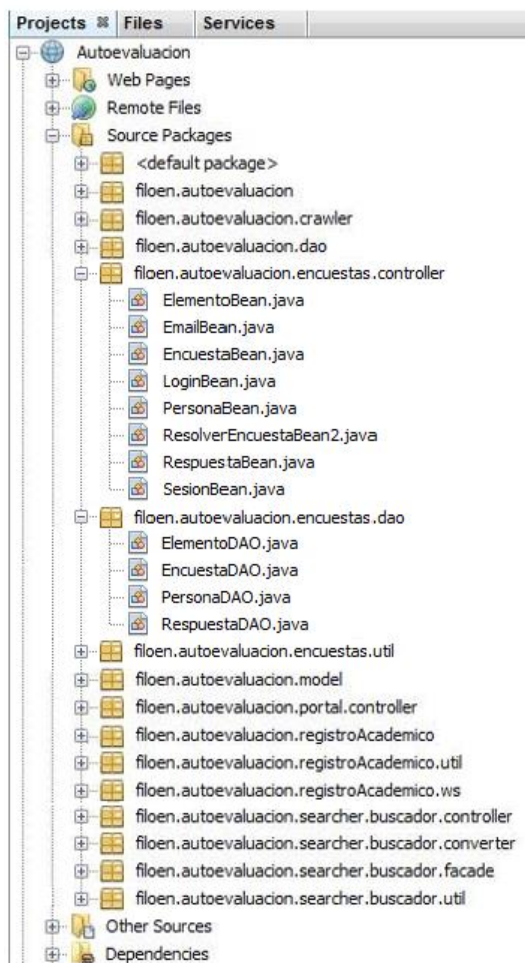 Projects Files Services
Autoevaluacion
Web Pages
Remote Files
Source Packages
<default package>
filoen.autoevaluacion
filoen.autoevaluacion.crawler
filoen.autoevaluacion.dao
filoen.autoevaluacion.encuestas.controller
ElementoBean.java
EmailBean.java
EncuestaBean.java
LoginBean.java
PersonaBean.java
ResolverEncuestaBean2.java
RespuestaBean.java
SesionBean.java
filoen.autoevaluacion.encuestas.dao
ElementoDAO.java
EncuestaDAO.java
PersonaDAO.java
RespuestaDAO.java
filoen.autoevaluacion.encuestas.util
filoen.autoevaluacion.model
filoen.autoevaluacion.portal.controller
filoen.autoevaluacion.registroAcademico
filoen.autoevaluacion.registroAcademico.util
filoen.autoevaluacion.registroAcademico.ws
filoen.autoevaluacion.searcher.buscador.controller
filoen.autoevaluacion.searcher.buscador.converter
filoen.autoevaluacion.searcher.buscador.facade
filoen.autoevaluacion.searcher.buscador.util
Other Sources
Dependencies